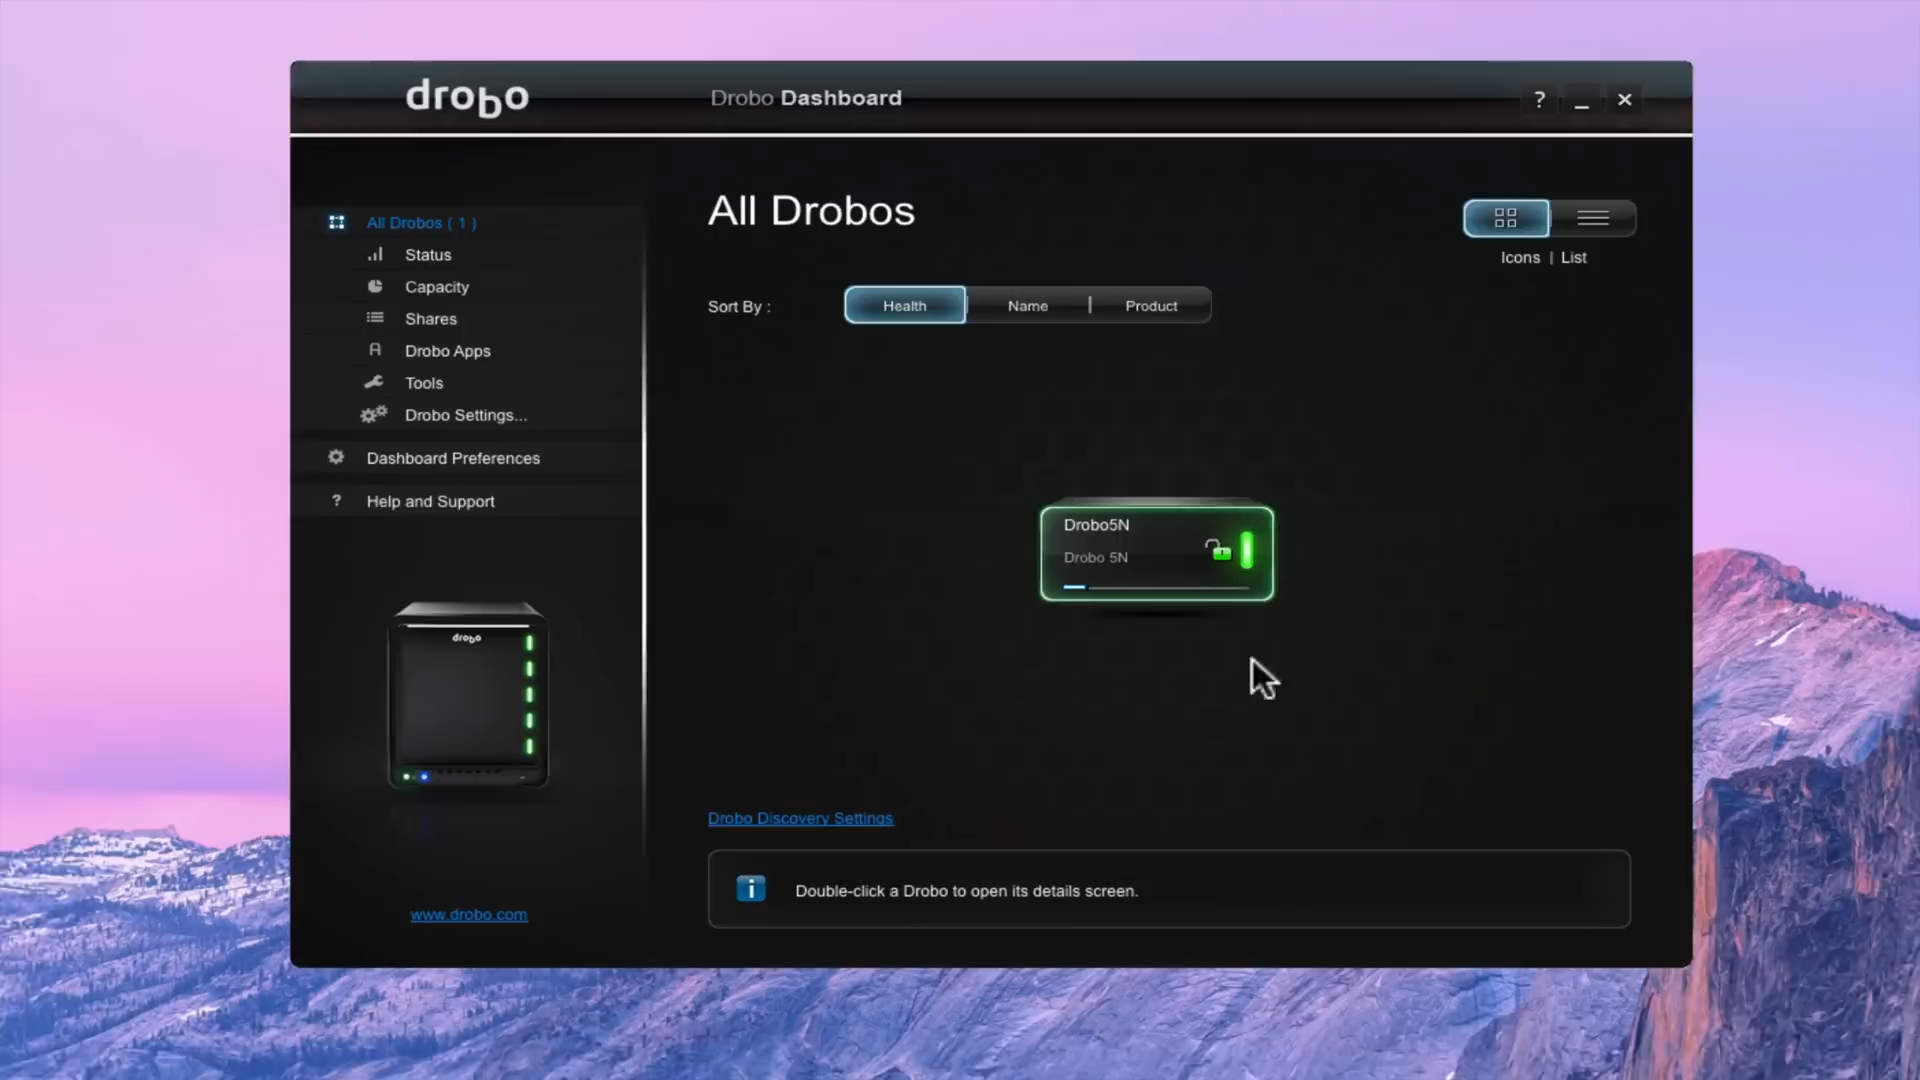 drobo
Drobo Dashboard
?
All Drobos ( 1 )
Status
Capacity
Shares
Drobo Apps
Tools
Drobo Settings...
Dashboard Preferences
? Help and Support
drobo
www.drobo.com
All Drobos
Icons | List
Sort By :
Health
Name
Product
Drobo5N
Drobo 5N
Drobo Discovery Settings
i Double-click a Drobo to open its details screen.